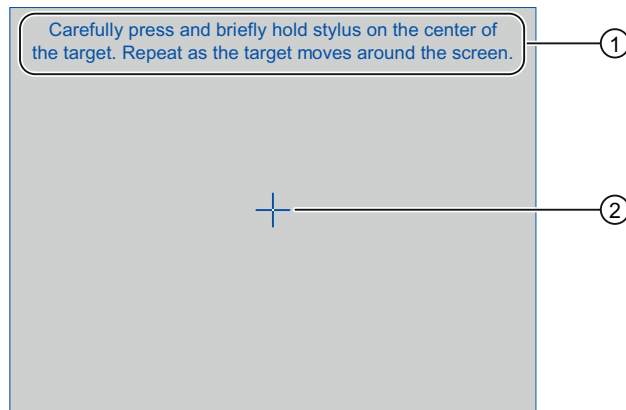 Carefully press and briefly hold stylus on the center of
the target. Repeat as the target moves around the screen.
1
2